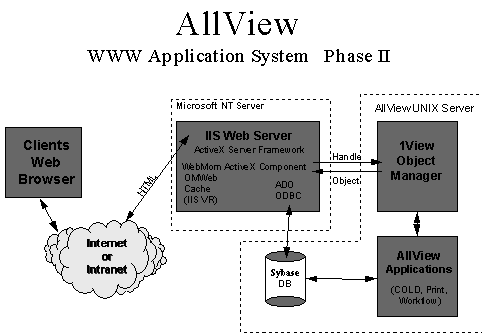 AllView
WWW Application System Phase II
Microsoft NT Server
AllViewUNIX Server
Clients
Web
Browser
IIS Web Server
ActiveX Server Framework
WebMom ActiveX Component
OMWeb
Cache
(IIS VR)
ADO
ODBC
Handle
Object
1View
Object
Manager
HTML
Internet
or
Intranet
Sybase
DB
AllView
Applications
(COLD, Print,
Workflow)